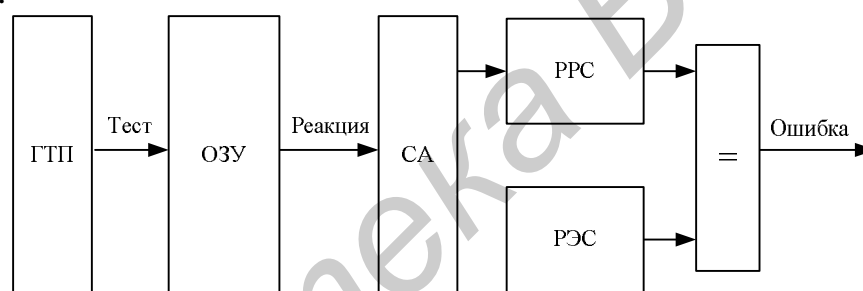 ГТП
Тест
ОЗУ
Реакция
СА
РРС
РЭС
=
Ошибка